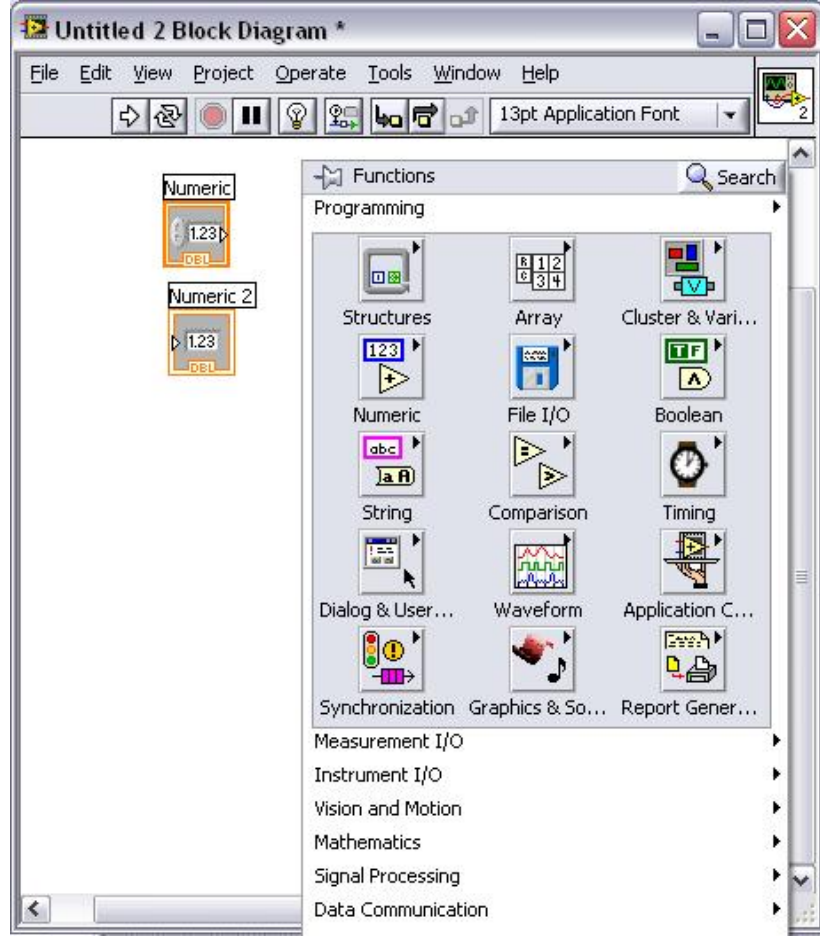 Untitled 2 Block Diagram *
File Edit View Project Operate Tools Window Help
13pt Application Font
2
Numeric
1.23
DBL
Numeric 2
1.23
DBL
Functions Search
Programming
Structures Array Cluster & Vari...
123
Numeric File I/O Boolean
TF
abc
a A
String Comparison Timing
Dialog & User... Waveform Application C...
Synchronization Graphics & So... Report Gener...
Measurement I/O
Instrument I/O
Vision and Motion
Mathematics
Signal Processing
Data Communication